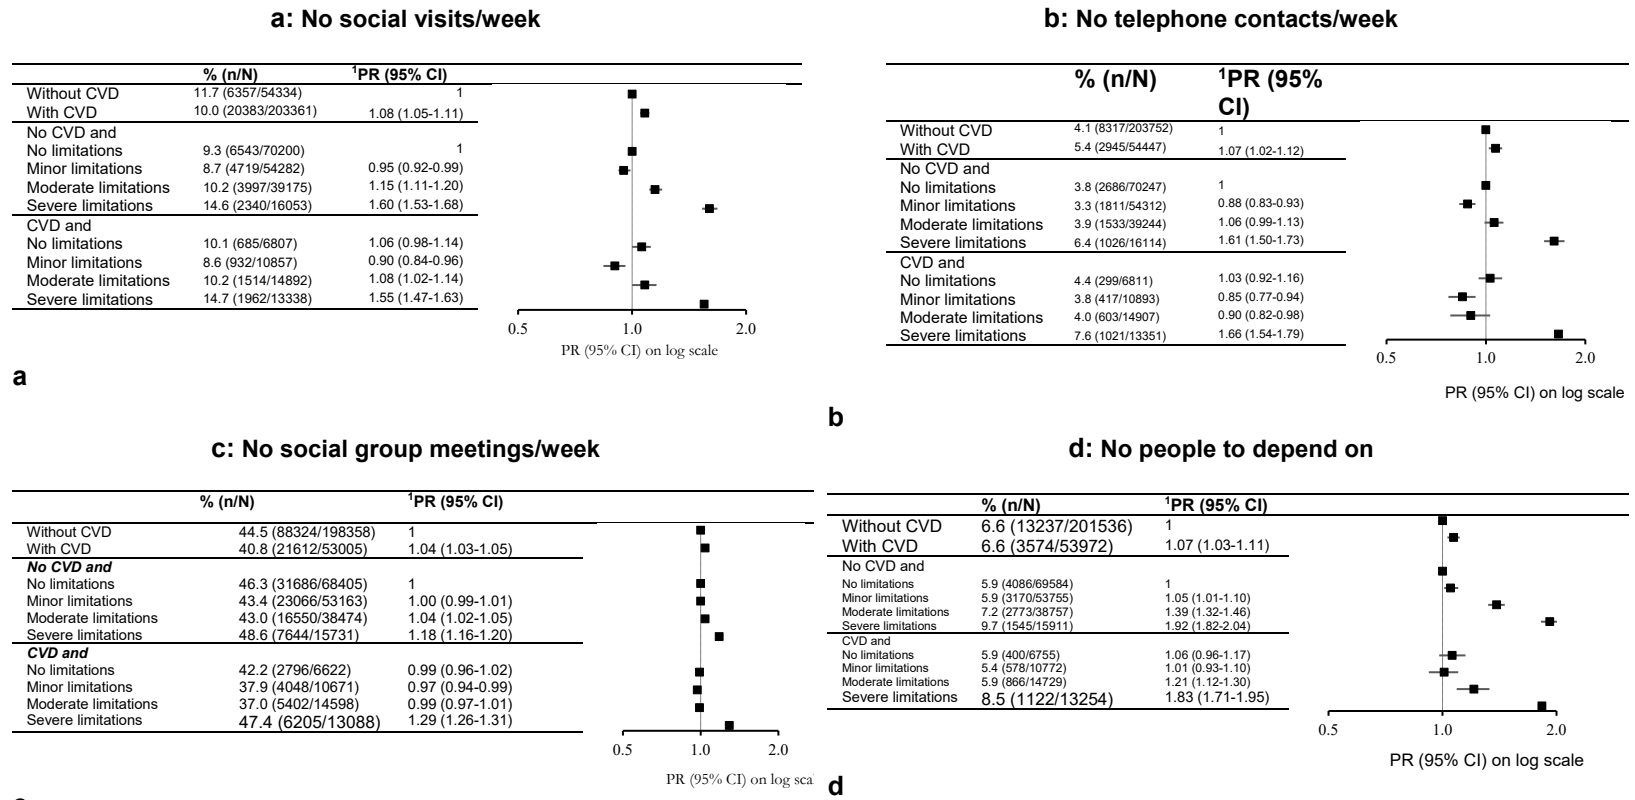 a: No social visits/week
% (n/N) 1PR (95% CI)
Without CVD 11.7 (6357/54334) 1
With CVD 10.0 (20383/203361) 1.08 (1.05-1.11)
No CVD and
No limitations 9.3 (6543/70200) 1
Minor limitations 8.7 (4719/54282) 0.95 (0.92-0.99)
Moderate limitations 10.2 (3997/39175) 1.15 (1.11-1.20)
Severe limitations 14.6 (2340/16053) 1.60 (1.53-1.68)
CVD and
No limitations 10.1 (685/6807) 1.06 (0.98-1.14)
Minor limitations 8.6 (932/10857) 0.90 (0.84-0.96)
Moderate limitations 10.2 (1514/14892) 1.08 (1.02-1.14)
Severe limitations 14.7 (1962/13338) 1.55 (1.47-1.63)
0.5 1.0 2.0
PR (95% CI) on log scale
a
b: No telephone contacts/week
% (n/N) 1PR (95%
CI)
Without CVD 4.1 (8317/203752) 1
With CVD 5.4 (2945/54447) 1.07 (1.02-1.12)
No CVD and
No limitations 3.8 (2686/70247) 1
Minor limitations 3.3 (1811/54312) 0.88 (0.83-0.93)
Moderate limitations 3.9 (1533/39244) 1.06 (0.99-1.13)
Severe limitations 6.4 (1026/16114) 1.61 (1.50-1.73)
CVD and
No limitations 4.4 (299/6811) 1.03 (0.92-1.16)
Minor limitations 3.8 (417/10893) 0.85 (0.77-0.94)
Moderate limitations 4.0 (603/14907) 0.90 (0.82-0.98)
Severe limitations 7.6 (1021/13351) 1.66 (1.54-1.79)
0.5 1.0 2.0
PR (95% CI) on log scale
b
c: No social group meetings/week
% (n/N) 1PR (95% CI)
Without CVD 44.5 (88324/198358) 1
With CVD 40.8 (21612/53005) 1.04 (1.03-1.05)
No CVD and
No limitations 46.3 (31686/68405) 1
Minor limitations 43.4 (23066/53163) 1.00 (0.99-1.01)
Moderate limitations 43.0 (16550/38474) 1.04 (1.02-1.05)
Severe limitations 48.6 (7644/15731) 1.18 (1.16-1.20)
CVD and
No limitations 42.2 (2796/6622) 0.99 (0.96-1.02)
Minor limitations 37.9 (4048/10671) 0.97 (0.94-0.99)
Moderate limitations 37.0 (5402/14598) 0.99 (0.97-1.01)
Severe limitations 47.4 (6205/13088) 1.29 (1.26-1.31)
0.5 1.0 2.0
PR (95% CI) on log sca
d: No people to depend on
% (n/N) 1PR (95% CI)
Without CVD 6.6 (13237/201536) 1
With CVD 6.6 (3574/53972) 1.07 (1.03-1.11)
No CVD and
No limitations 5.9 (4086/69584) 1
Minor limitations 5.9 (3170/53755) 1.05 (1.01-1.10)
Moderate limitations 7.2 (2773/38757) 1.39 (1.32-1.46)
Severe limitations 9.7 (1545/15911) 1.92 (1.82-2.04)
CVD and
No limitations 5.9 (400/6755) 1.06 (0.96-1.17)
Minor limitations 5.4 (578/10772) 1.01 (0.93-1.10)
Moderate limitations 5.9 (866/14729) 1.21 (1.12-1.30)
Severe limitations 8.5 (1122/13254) 1.83 (1.71-1.95)
0.5 1.0 2.0
PR (95% CI) on log scale
d